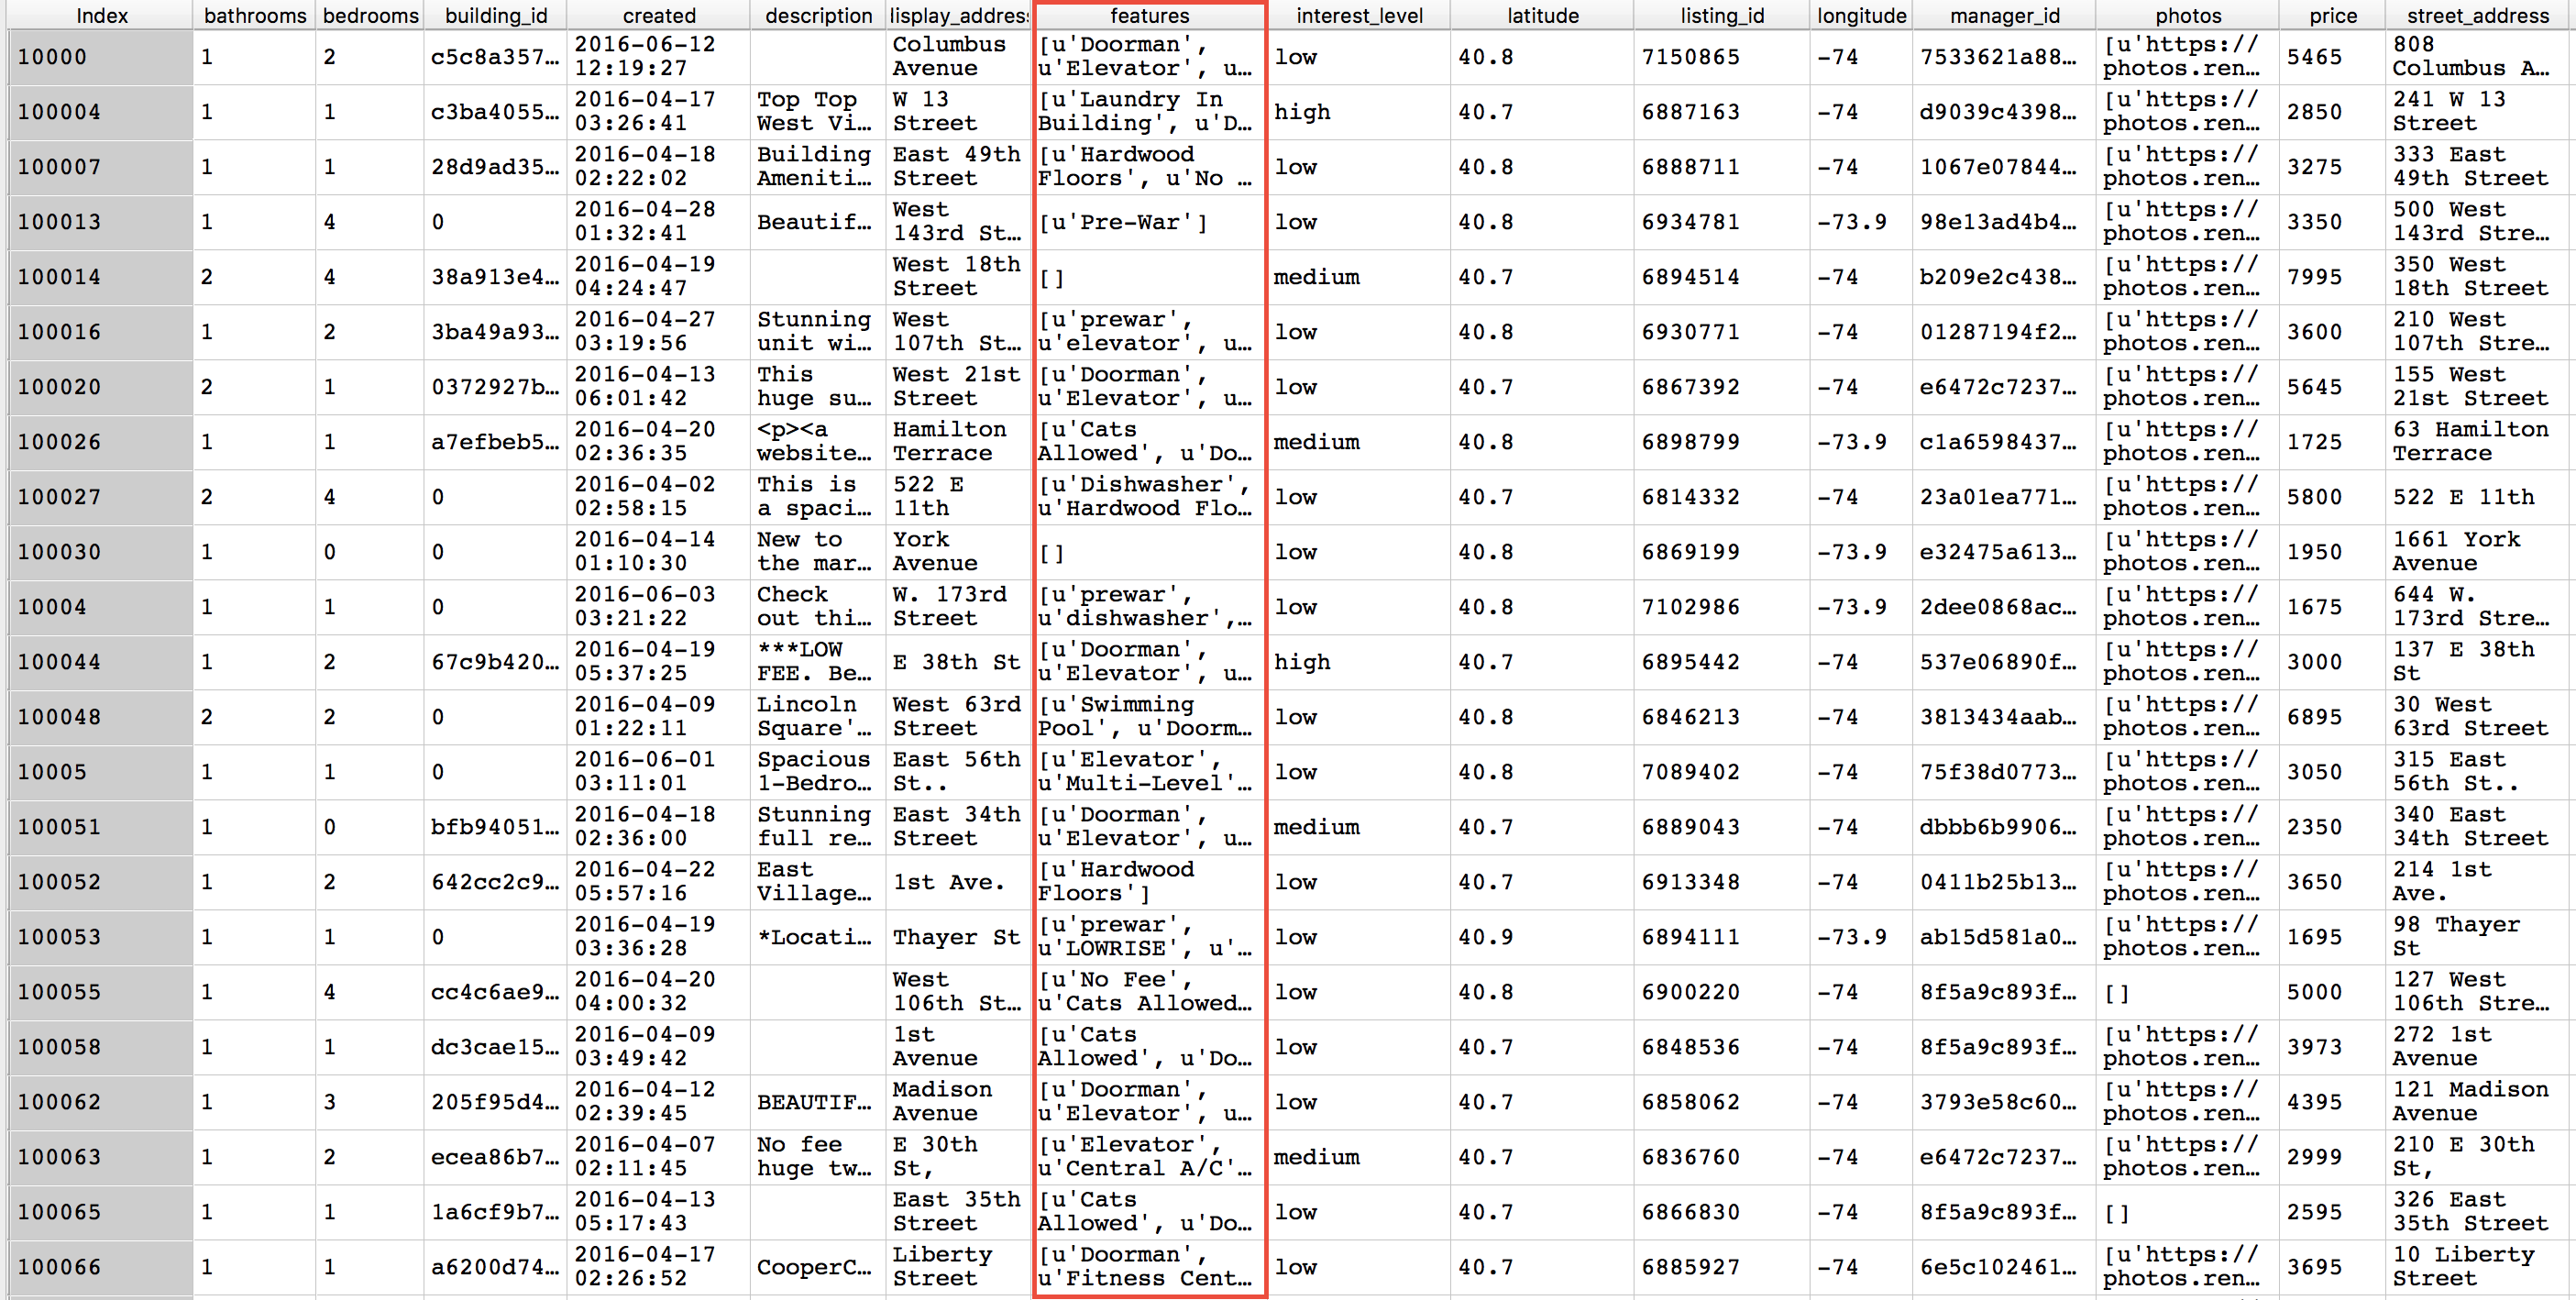 Index bathrooms bedrooms building_id created description lisplay_addres: features interest_level latitude listing_id longitude manager_id photos price street_address
10000 1 2 c5c8a357… 2016-06-12 12:19:27 Columbus Avenue [u'Doorman', u'Elevator', u… low 40.8 7150865 -74 7533621a88… [u'https://photos.ren… 5465 808 Columbus A…
100004 1 1 c3ba4055… 2016-04-17 03:26:41 Top Top West Vi… W 13 Street [u'Laundry In Building', u'D… high 40.7 6887163 -74 d9039c4398… [u'https://photos.ren… 2850 241 W 13 Street
100007 1 1 28d9ad35… 2016-04-18 02:22:02 Building Ameniti… East 49th Street [u'Hardwood Floors', u'No … low 40.8 6888711 -74 1067e07844… [u'https://photos.ren… 3275 333 East 49th Street
100013 1 4 0 2016-04-28 01:32:41 Beautif… West 143rd St… [u'Pre-War'] low 40.8 6934781 -73.9 98e13ad4b4… [u'https://photos.ren… 3350 500 West 143rd Stre…
100014 2 4 38a913e4… 2016-04-19 04:24:47 West 18th Street [] medium 40.7 6894514 -74 b209e2c438… [u'https://photos.ren… 7995 350 West 18th Street
100016 1 2 3ba49a93… 2016-04-27 03:19:56 Stunning unit wi… West 107th St… [u'prewar', u'elevator', u… low 40.8 6930771 -74 01287194f2… [u'https://photos.ren… 3600 210 West 107th Stre…
100020 2 1 0372927b… 2016-04-13 06:01:42 This huge su… West 21st Street [u'Doorman', u'Elevator', u… low 40.7 6867392 -74 e6472c7237… [u'https://photos.ren… 5645 155 West 21st Street
100026 1 1 a7efbeb5… 2016-04-20 02:36:35 <p><a website… Hamilton Terrace [u'Cats Allowed', u'Do… medium 40.8 6898799 -73.9 c1a6598437… [u'https://photos.ren… 1725 63 Hamilton Terrace
100027 2 4 0 2016-04-02 02:58:15 This is a spaci… 522 E 11th [u'Dishwasher', u'Hardwood Flo… low 40.7 6814332 -74 23a01ea771… [u'https://photos.ren… 5800 522 E 11th
100030 1 0 0 2016-04-14 01:10:30 New to the mar… York Avenue [] low 40.8 6869199 -73.9 e32475a613… [u'https://photos.ren… 1950 1661 York Avenue
10004 1 1 0 2016-06-03 03:21:22 Check out thi… W. 173rd Street [u'prewar', u'dishwasher',… low 40.8 7102986 -73.9 2dee0868ac… [u'https://photos.ren… 1675 644 W. 173rd Stre…
100044 1 2 67c9b420… 2016-04-19 05:37:25 ***LOW FEE. Be… E 38th St [u'Doorman', u'Elevator', u… high 40.7 6895442 -74 537e06890f… [u'https://photos.ren… 3000 137 E 38th St
100048 2 2 0 2016-04-09 01:22:11 Lincoln Square'… West 63rd Street [u'Swimming Pool', u'Doorm… low 40.8 6846213 -74 3813434aab… [u'https://photos.ren… 6895 30 West 63rd Street
10005 1 1 0 2016-06-01 03:11:01 Spacious 1-Bedro… East 56th St.. [u'Elevator', u'Multi-Level'… low 40.8 7089402 -74 75f38d0773… [u'https://photos.ren… 3050 315 East 56th St..
100051 1 0 bfb94051… 2016-04-18 02:36:00 Stunning full re… East 34th Street [u'Doorman', u'Elevator', u… medium 40.7 6889043 -74 dbbb6b9906… [u'https://photos.ren… 2350 340 East 34th Street
100052 1 2 642cc2c9… 2016-04-22 05:57:16 East Village… 1st Ave. [u'Hardwood Floors'] low 40.7 6913348 -74 0411b25b13… [u'https://photos.ren… 3650 214 1st Ave.
100053 1 1 0 2016-04-19 03:36:28 *Locati… Thayer St [u'prewar', u'LOWRISE', u'… low 40.9 6894111 -73.9 ab15d581a0… [u'https://photos.ren… 1695 98 Thayer St
100055 1 4 cc4c6ae9… 2016-04-20 04:00:32 West 106th St… [u'No Fee', u'Cats Allowed… low 40.8 6900220 -74 8f5a9c893f… [] 5000 127 West 106th Stre…
100058 1 1 dc3cae15… 2016-04-09 03:49:42 1st Avenue [u'Cats Allowed', u'Do… low 40.7 6848536 -74 8f5a9c893f… [u'https://photos.ren… 3973 272 1st Avenue
100062 1 3 205f95d4… 2016-04-12 02:39:45 BEAUTIF… Madison Avenue [u'Doorman', u'Elevator', u… low 40.7 6858062 -74 3793e58c60… [u'https://photos.ren… 4395 121 Madison Avenue
100063 1 2 ecea86b7… 2016-04-07 02:11:45 No fee huge tw… E 30th St, [u'Elevator', u'Central A/C'… medium 40.7 6836760 -74 e6472c7237… [u'https://photos.ren… 2999 210 E 30th St,
100065 1 1 1a6cf9b7… 2016-04-13 05:17:43 East 35th Street [u'Cats Allowed', u'Do… low 40.7 6866830 -74 8f5a9c893f… [] 2595 326 East 35th Street
100066 1 1 a6200d74… 2016-04-17 02:26:52 CooperC… Liberty Street [u'Doorman', u'Fitness Cent… low 40.7 6885927 -74 6e5c102461… [u'https://photos.ren… 3695 10 Liberty Street